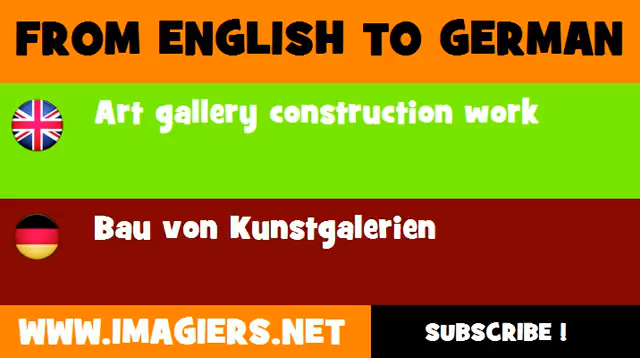 FROM ENGLISH TO GERMAN
Art gallery construction work
Bau von Kunstgalerien
WWW.IMAGIERS.NET
SUBSCRIBE !